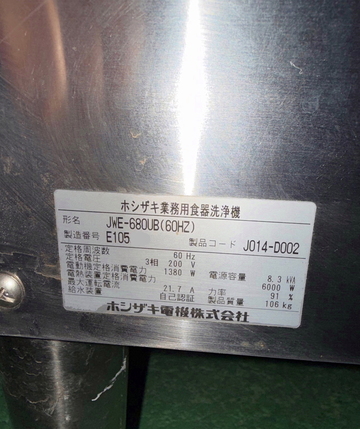 ホシザキ業務用食器洗浄機
形名 JWE-680UB(60HZ)
製造番号 E105 製品コード J014-D002
定格周波数 60 Hz
定格電圧 3相 200 V 電源容量 8.3 kVA
電動機定格消費電力 1380 W 6000 W
電熱装置定格消費電力 力率 91 %
最大運転電流 21.7 A 製品質量 106 kg
給水装置 自己認証
ホシザキ電機株式会社